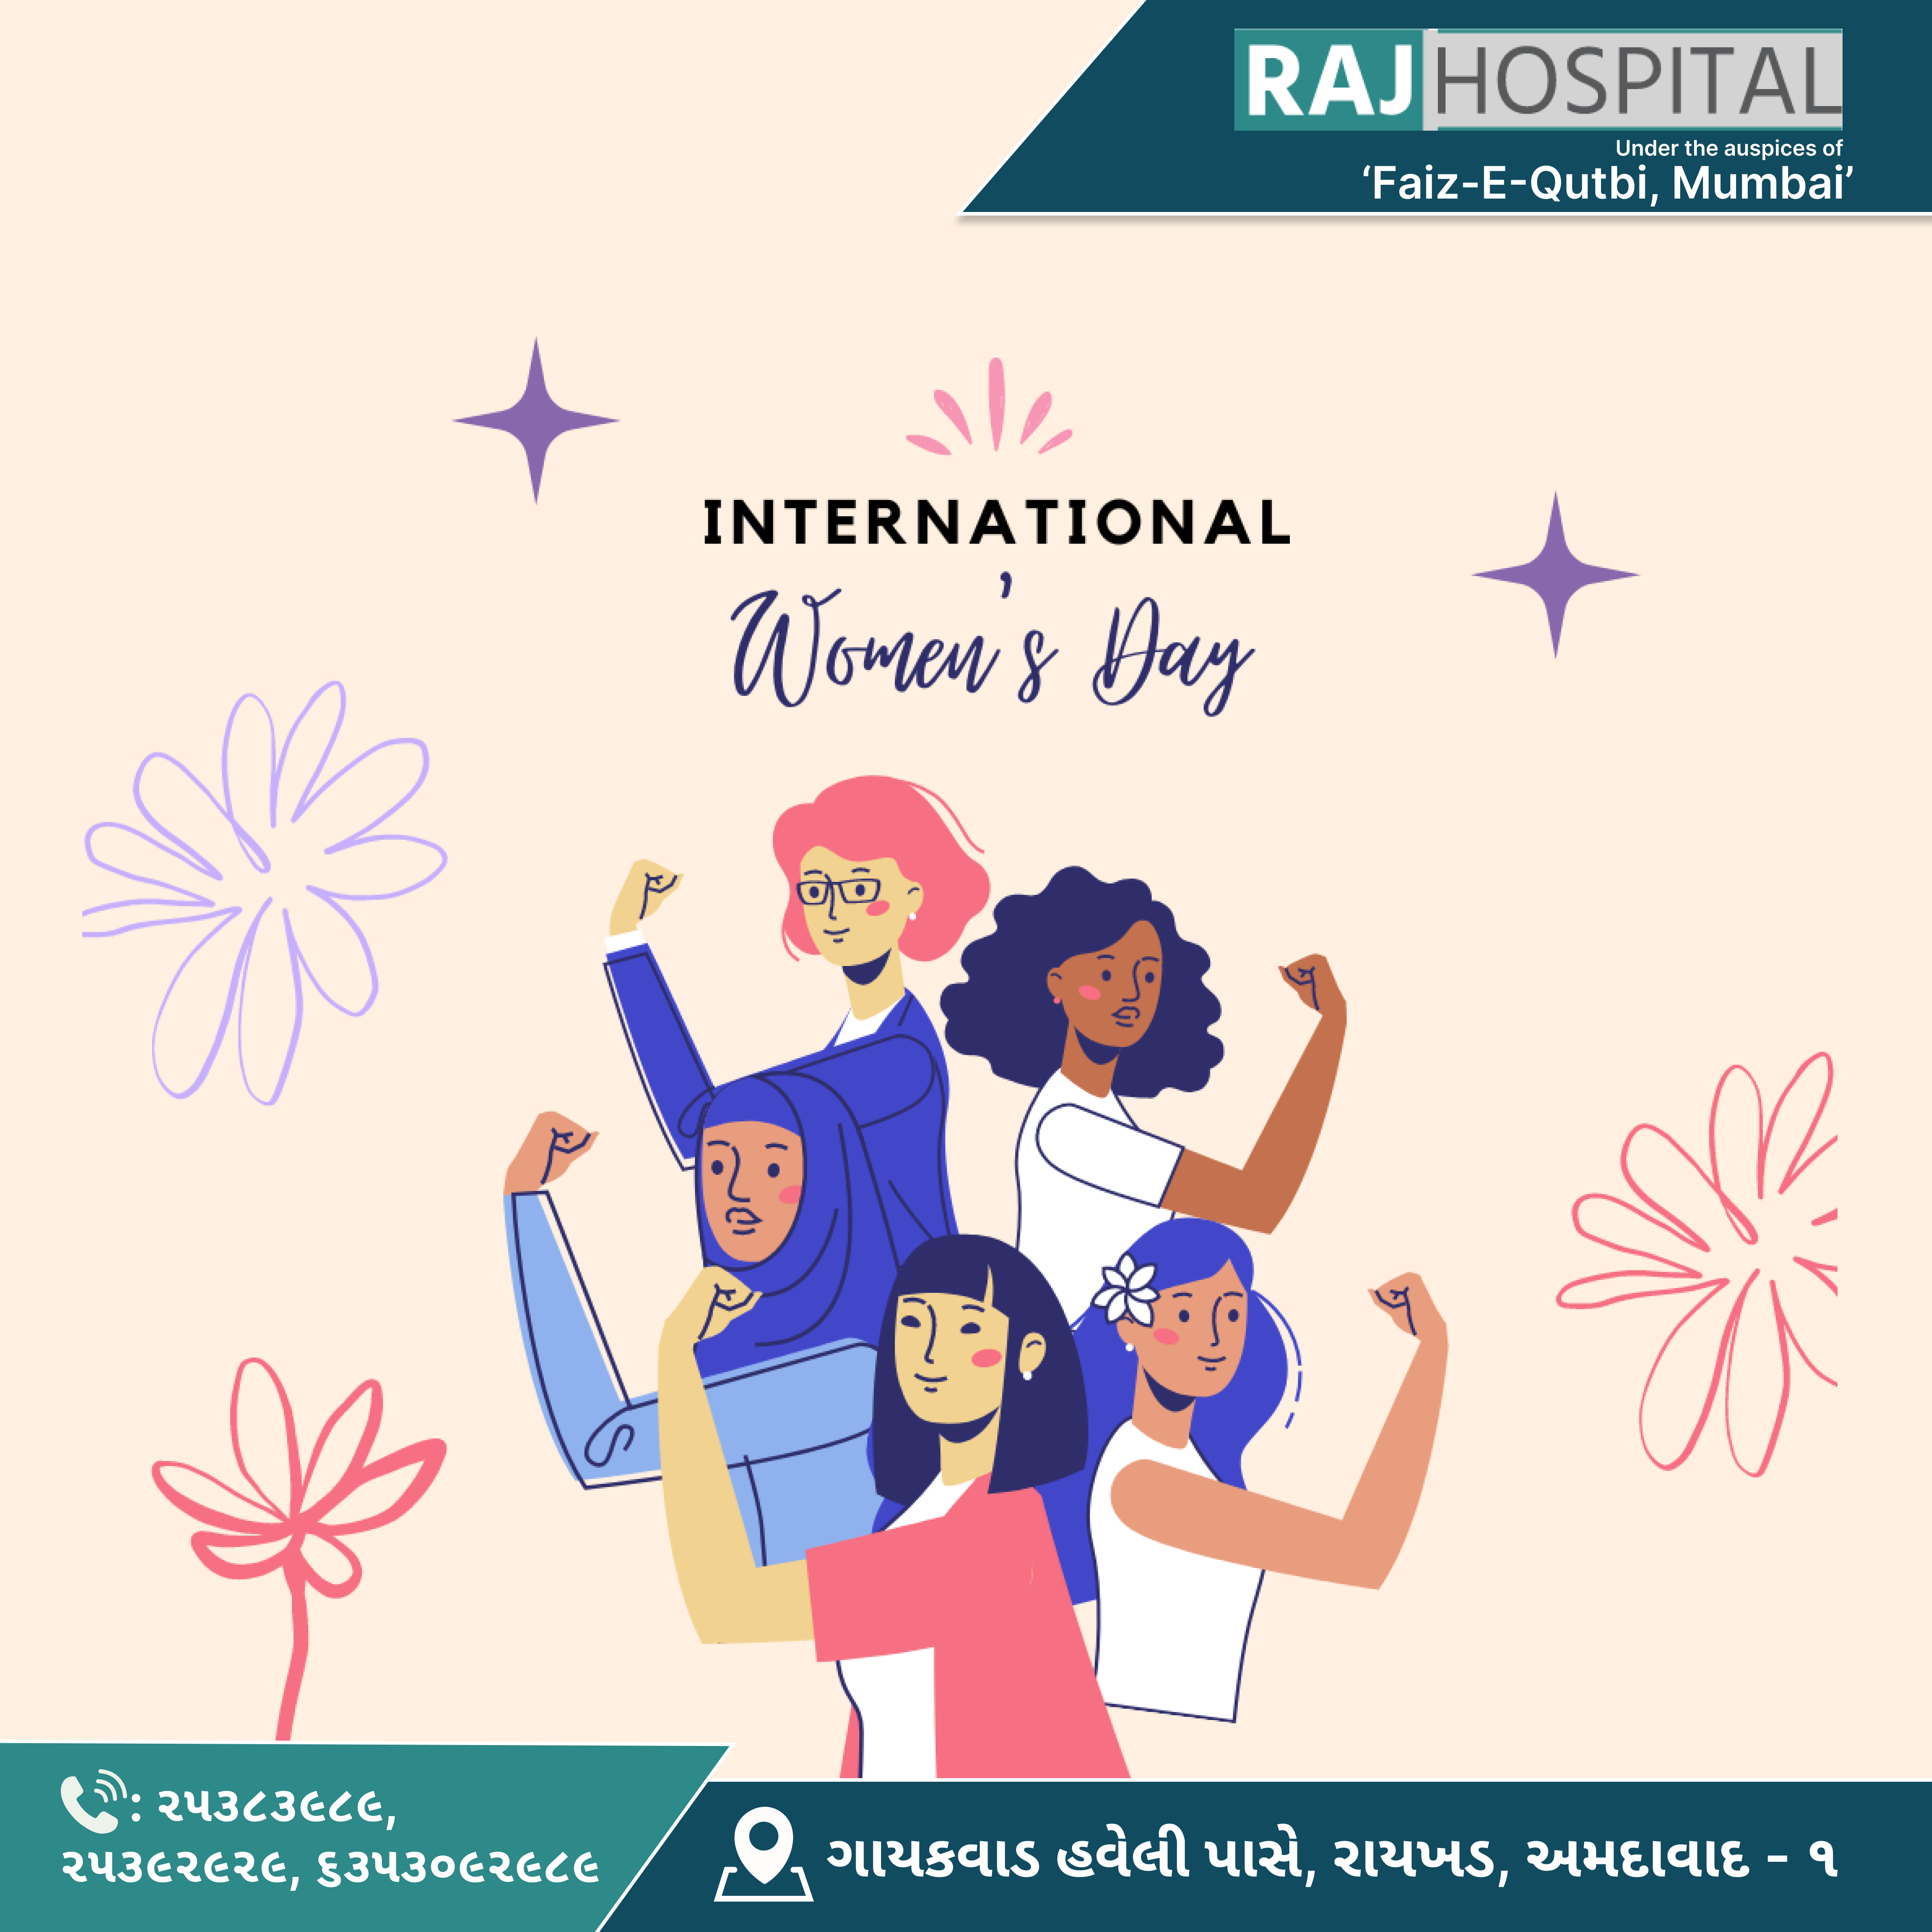 RAJ HOSPITAL
Under the auspices of
‘Faiz-E-Qutbi, Mumbai’
INTERNATIONAL
Women's Day
: ૨૫૩૮૩૯૮૯,
૨૫૩૯૨૯૨૯, ૬૩૫૩૦૯૨૯૮૯
ગાયકવાડ હવેલી પાસે, રાયખડ, અમદાવાદ - ૧